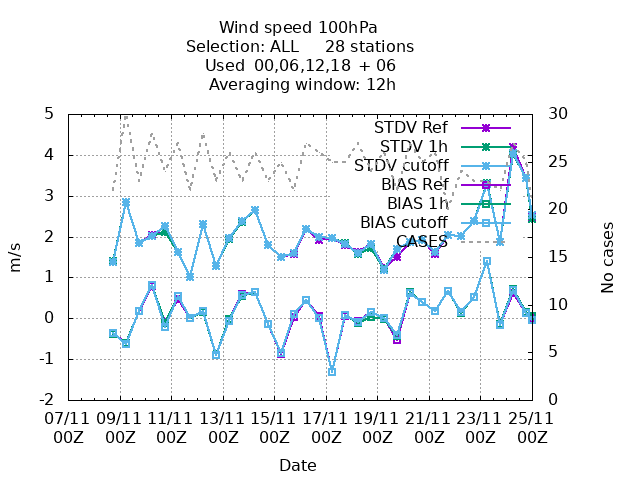 Wind speed 100hPa
Selection: ALL 28 stations
Used 00,06,12,18 + 06
Averaging window: 12h
STDV Ref
STDV 1h
STDV cutoff
BIAS Ref
BIAS 1h
BIAS cutoff
CASES
5
4
3
2
1
0
-1
-2
m/s
30
25
20
15
10
5
0
No cases
07/11 09/11 11/11 13/11 15/11 17/11 19/11 21/11 23/11 25/11
00Z 00Z 00Z 00Z 00Z 00Z 00Z 00Z 00Z 00Z
Date